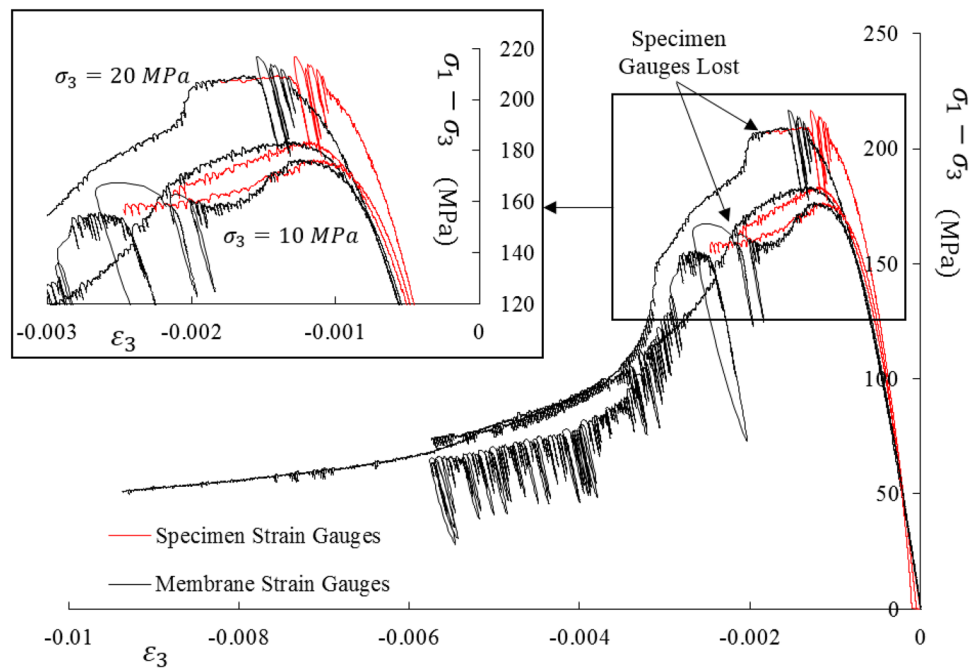 220
σ₃ = 20 MPa
200
180
160
σ₃ = 10 MPa
140
120
σ₁ − σ₃ (MPa)
-0.003
-0.002
-0.001
0
ε₃
Specimen
Gauges Lost
250
200
150
100
50
0
σ₁ − σ₃ (MPa)
Specimen Strain Gauges
Membrane Strain Gauges
-0.01
-0.008
-0.006
-0.004
-0.002
0
ε₃